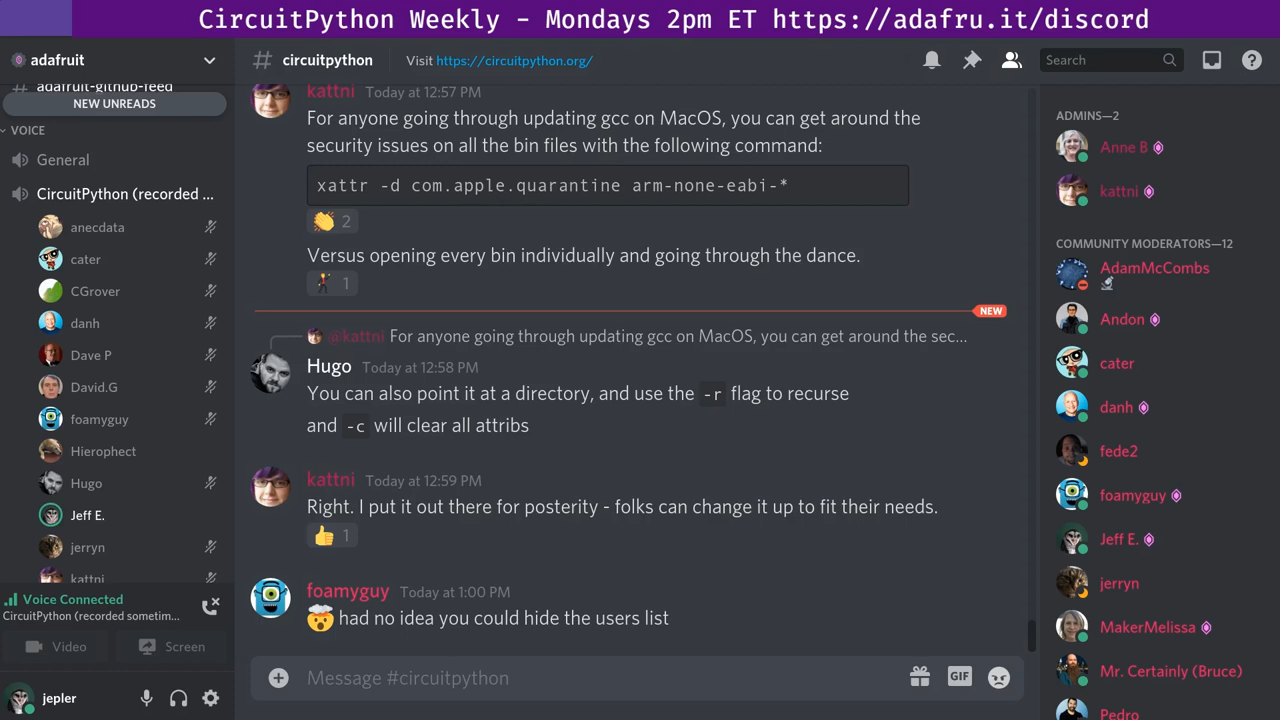 CircuitPython Weekly - Mondays 2pm ET https://adafru.it/discord
adafruit
# circuitpython
Visit https://circuitpython.org/
Search
# adafruit-github-feed
NEW UNREADS
VOICE
General
CircuitPython (recorded ...
anecdata
cater
CGrover
danh
Dave P
David.G
foamyguy
Hierophect
Hugo
Jeff E.
jerryn
kattni
Voice Connected
CircuitPython (recorded sometim...
Video
Screen
jepler
kattni Today at 12:57 PM
For anyone going through updating gcc on MacOS, you can get around the
security issues on all the bin files with the following command:
xattr -d com.apple.quarantine arm-none-eabi-*
2
Versus opening every bin individually and going through the dance.
1
NEW
@kattni For anyone going through updating gcc on MacOS, you can get around the sec...
Hugo Today at 12:58 PM
You can also point it at a directory, and use the -r flag to recurse
and -c will clear all attribs
kattni Today at 12:59 PM
Right. I put it out there for posterity - folks can change it up to fit their needs.
1
foamyguy Today at 1:00 PM
had no idea you could hide the users list
Message #circuitpython
GIF
ADMINS—2
Anne B
kattni
COMMUNITY MODERATORS—12
AdamMcCombs
Andon
cater
danh
fede2
foamyguy
Jeff E.
jerryn
MakerMelissa
Mr. Certainly (Bruce)
Pedro